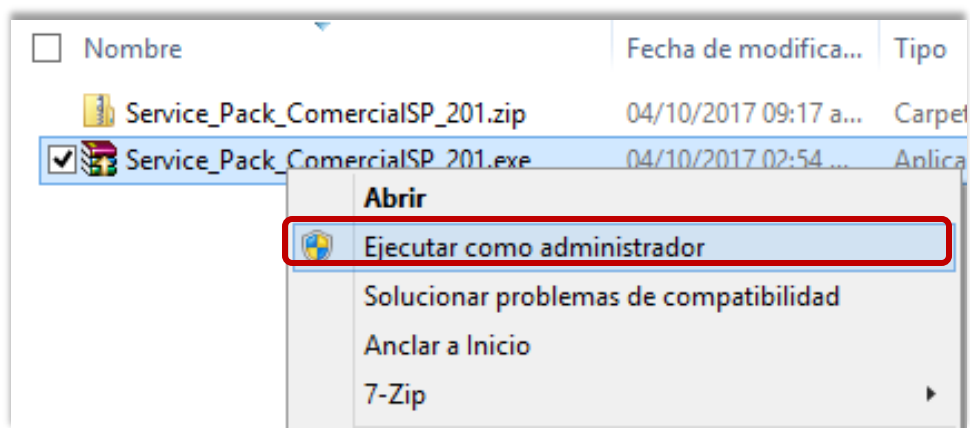 Nombre Fecha de modifica... Tipo
Service_Pack_ComercialSP_201.zip 04/10/2017 09:17 a... Carpet
Service_Pack_ComercialSP_201.exe 04/10/2017 02:54 ... Aplica
Abrir
Ejecutar como administrador
Solucionar problemas de compatibilidad
Anclar a Inicio
7-Zip